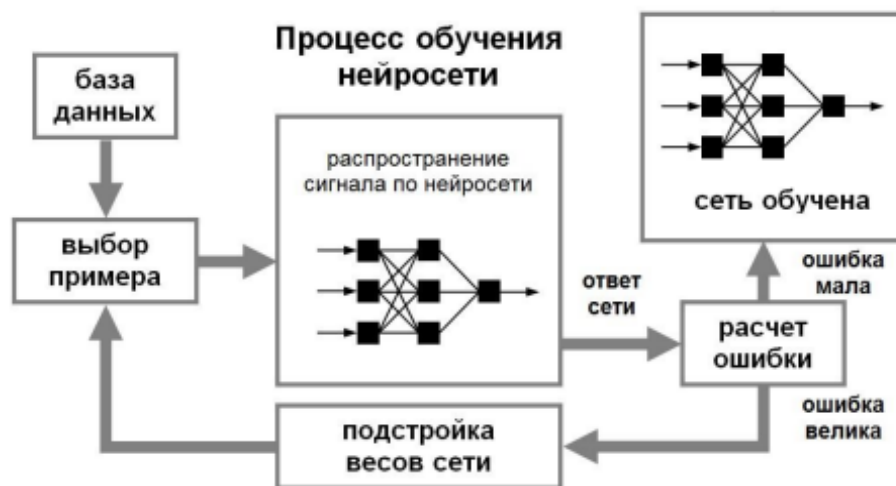 Процесс обучения
нейросети
база
данных
выбор
примера
распространение
сигнала по нейросети
ответ
сети
расчет
ошибки
ошибка
мала
сеть обучена
ошибка
велика
подстройка
весов сети